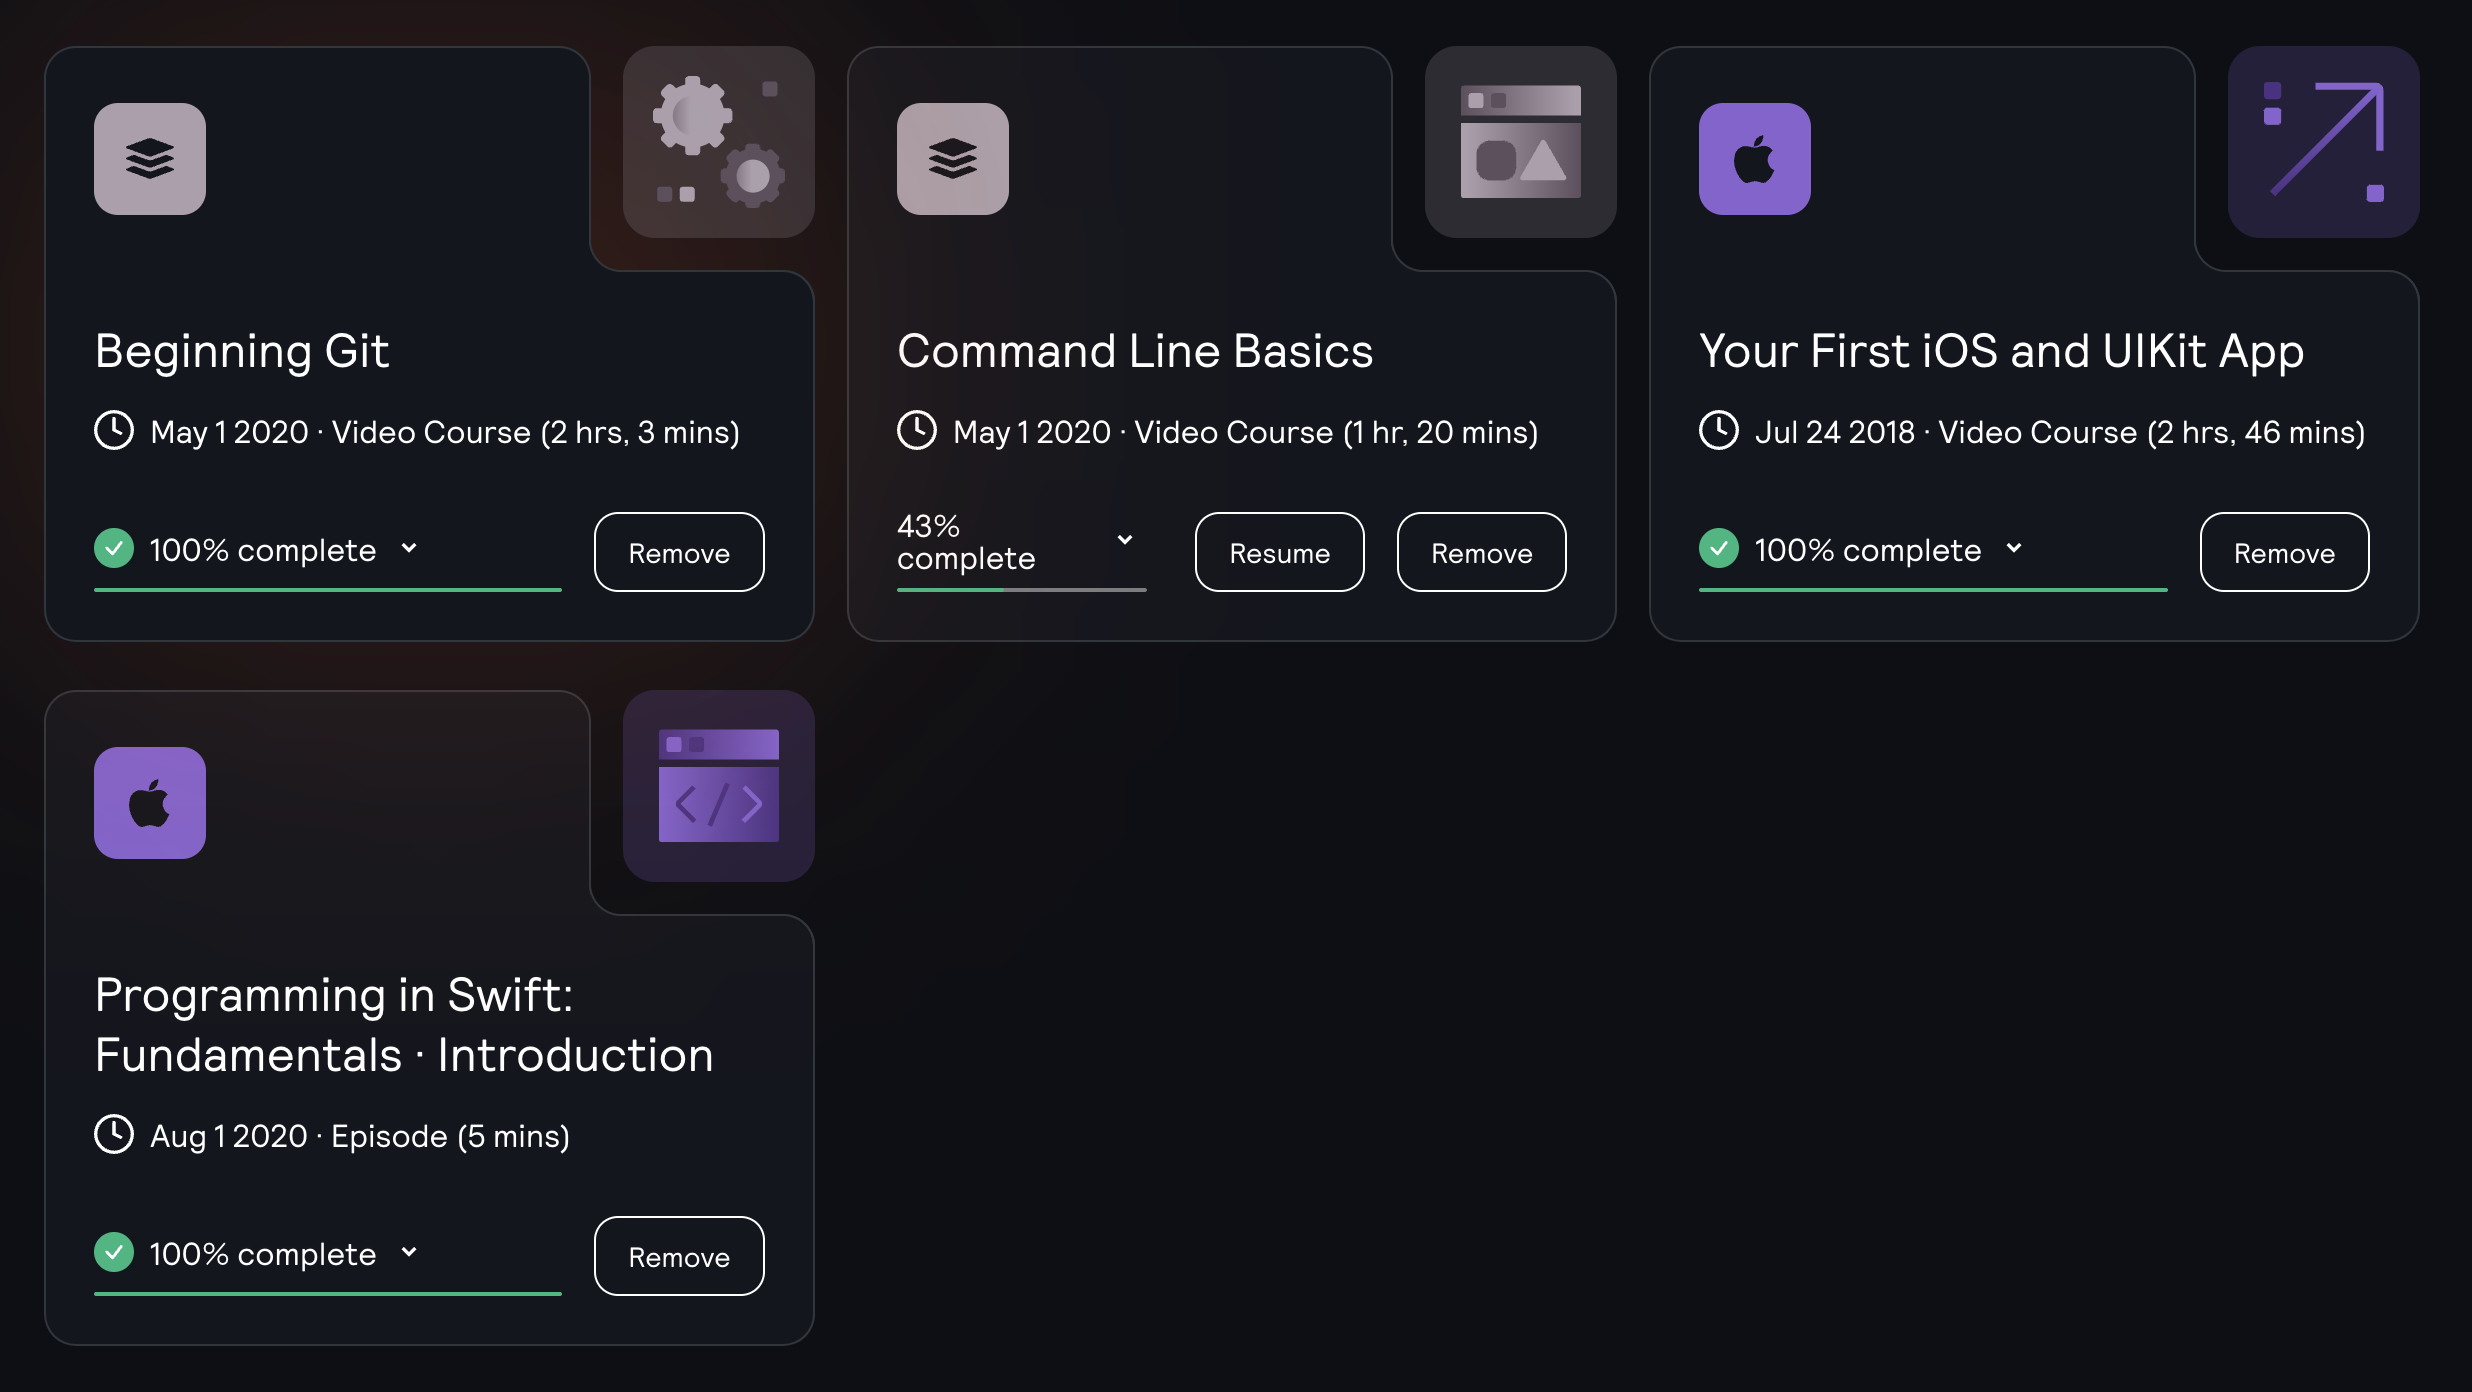 Beginning Git
May 1 2020 · Video Course (2 hrs, 3 mins)
100% complete
Remove
Command Line Basics
May 1 2020 · Video Course (1 hr, 20 mins)
43%
complete
Resume
Remove
Your First iOS and UIKit App
Jul 24 2018 · Video Course (2 hrs, 46 mins)
100% complete
Remove
Programming in Swift:
Fundamentals · Introduction
Aug 1 2020 · Episode (5 mins)
100% complete
Remove